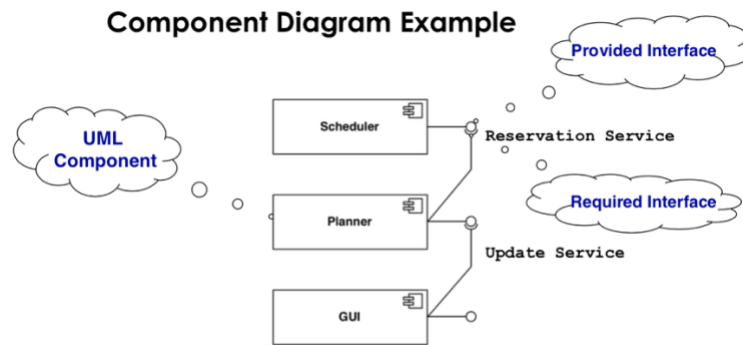 Component Diagram Example
Provided Interface
UML
Component
Scheduler
Reservation Service
Planner
Required Interface
Update Service
GUI